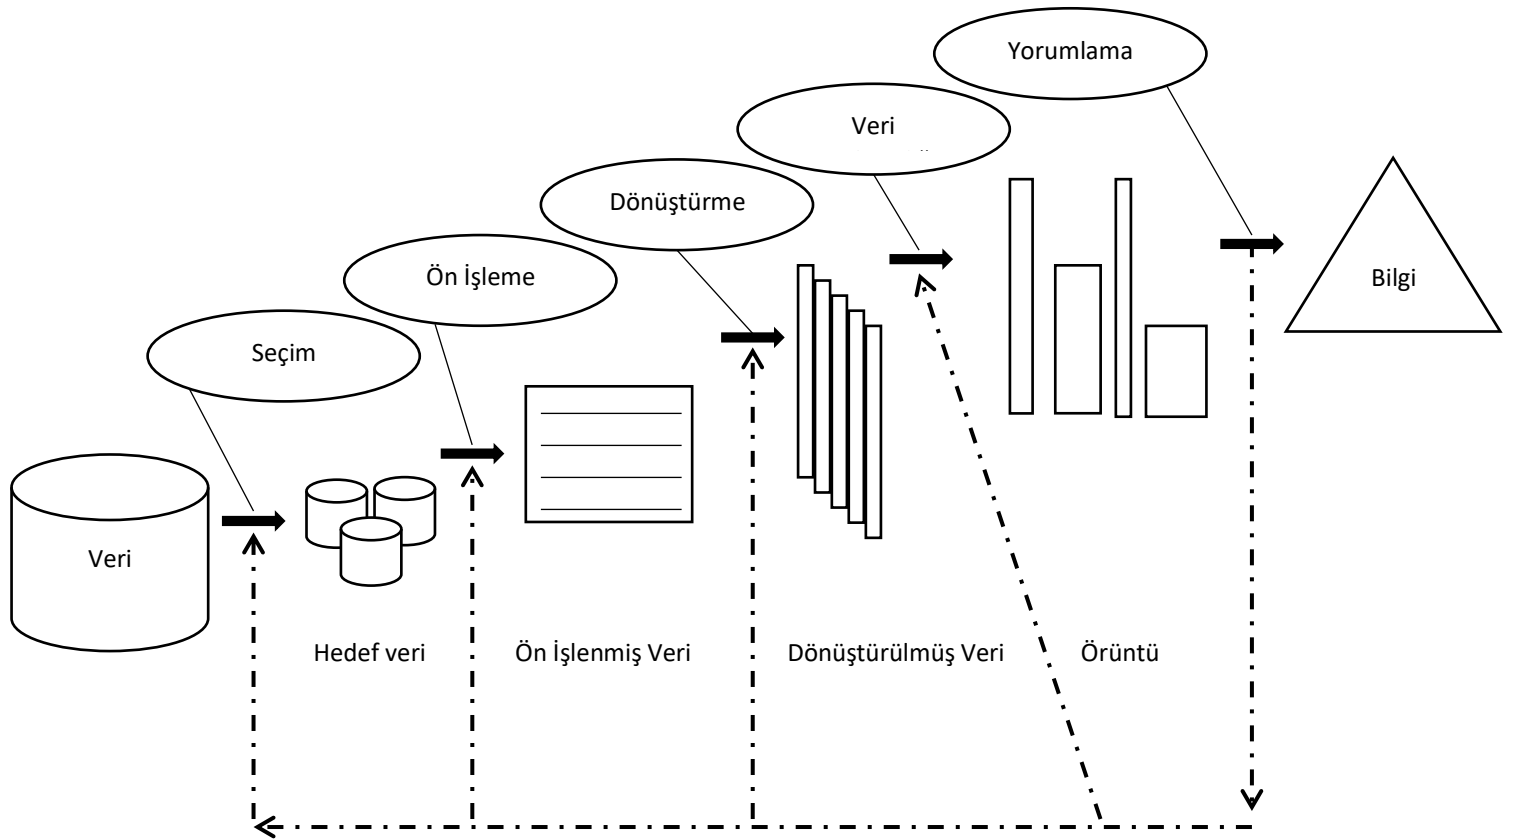 Yorumlama
Veri
Dönüştürme
Ön İşleme
Seçim
Bilgi
Veri
Hedef veri
Ön İşlenmiş Veri
Dönüştürülmüş Veri
Örüntü